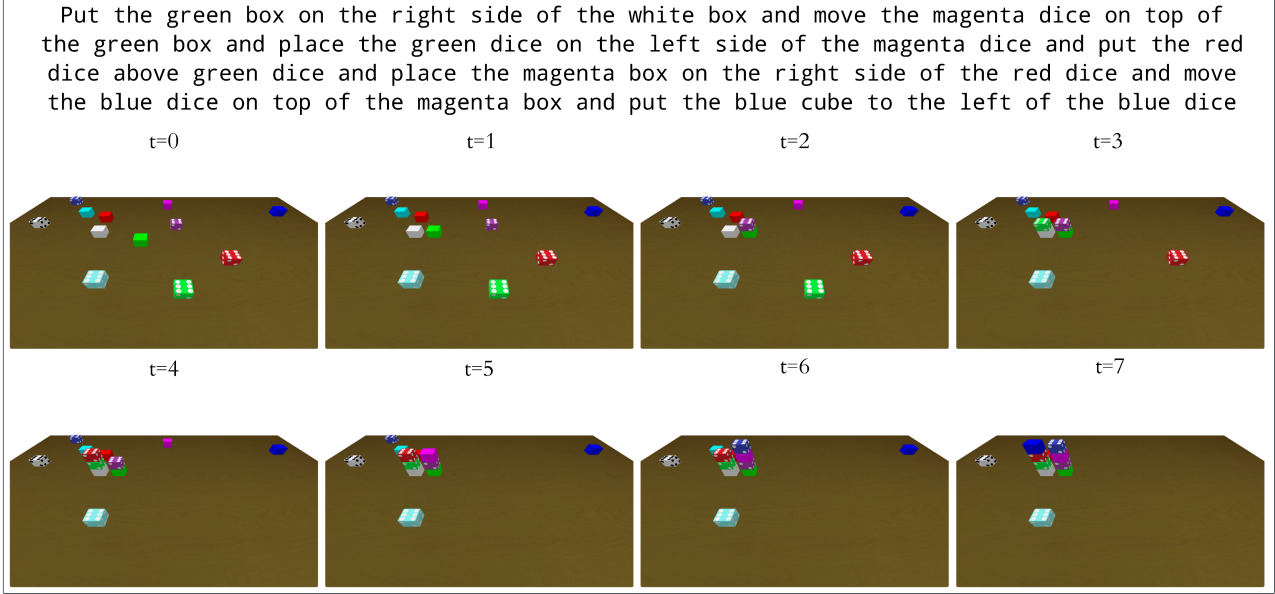 Put the green box on the right side of the white box and move the magenta dice on top of
the green box and place the green dice on the left side of the magenta dice and put the red
dice above green dice and place the magenta box on the right side of the red dice and move
the blue dice on top of the magenta box and put the blue cube to the left of the blue dice
t=0 t=1 t=2 t=3
t=4 t=5 t=6 t=7